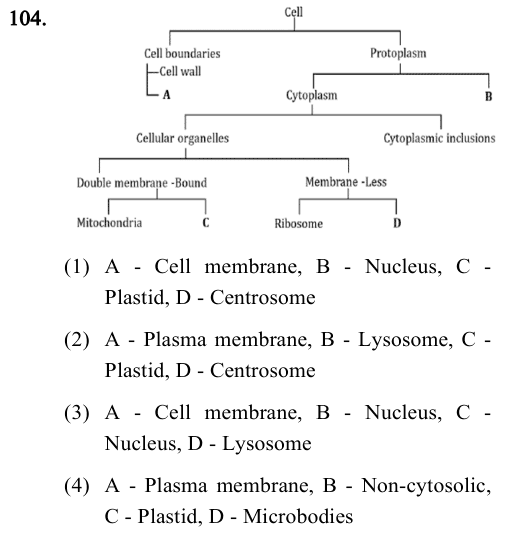 104.
Cell
Cell boundaries Protoplasm
Cell wall
A Cytoplasm B
Cellular organelles Cytoplasmic inclusions
Double membrane -Bound Membrane -Less
Mitochondria C Ribosome D
(1) A - Cell membrane, B - Nucleus, C -
Plastid, D - Centrosome
(2) A - Plasma membrane, B - Lysosome, C -
Plastid, D - Centrosome
(3) A - Cell membrane, B - Nucleus, C -
Nucleus, D - Lysosome
(4) A - Plasma membrane, B - Non-cytosolic,
C - Plastid, D - Microbodies